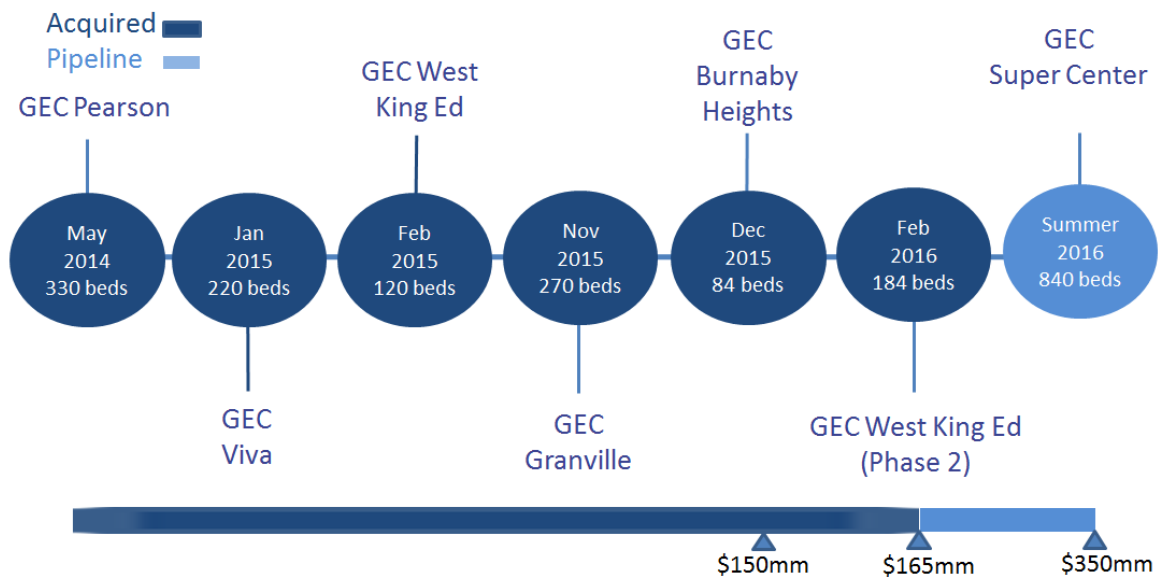 Acquired
Pipeline
GEC Pearson
GEC West
King Ed
GEC
Burnaby
Heights
GEC
Super Center
May
2014
330 beds
Jan
2015
220 beds
Feb
2015
120 beds
Nov
2015
270 beds
Dec
2015
84 beds
Feb
2016
184 beds
Summer
2016
840 beds
GEC
Viva
GEC
Granville
GEC West King Ed
(Phase 2)
$150mm
$165mm
$350mm